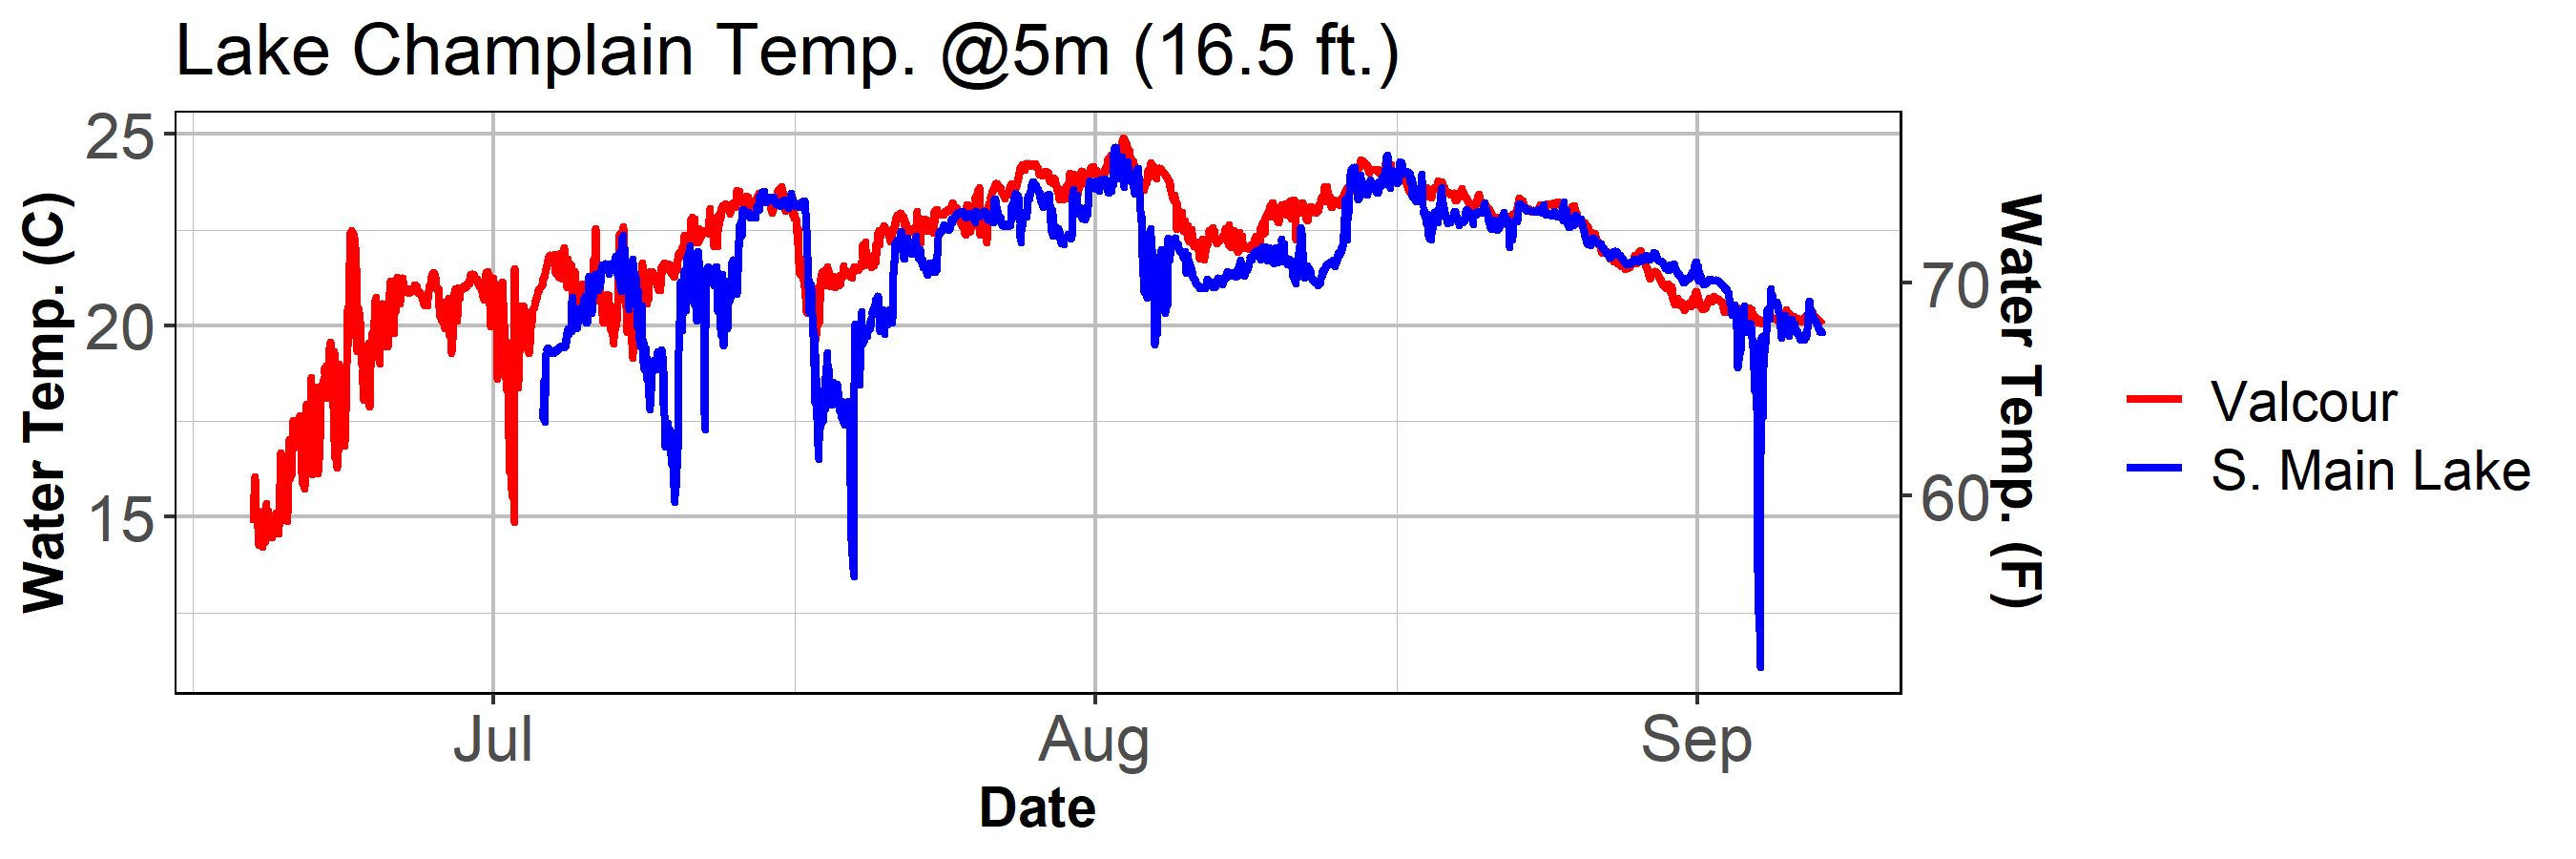 Lake Champlain Temp. @5m (16.5 ft.)
Water Temp. (C)
25
20
15
Jul
Aug
Sep
Date
70
60
Water Temp. (F)
Valcour
S. Main Lake